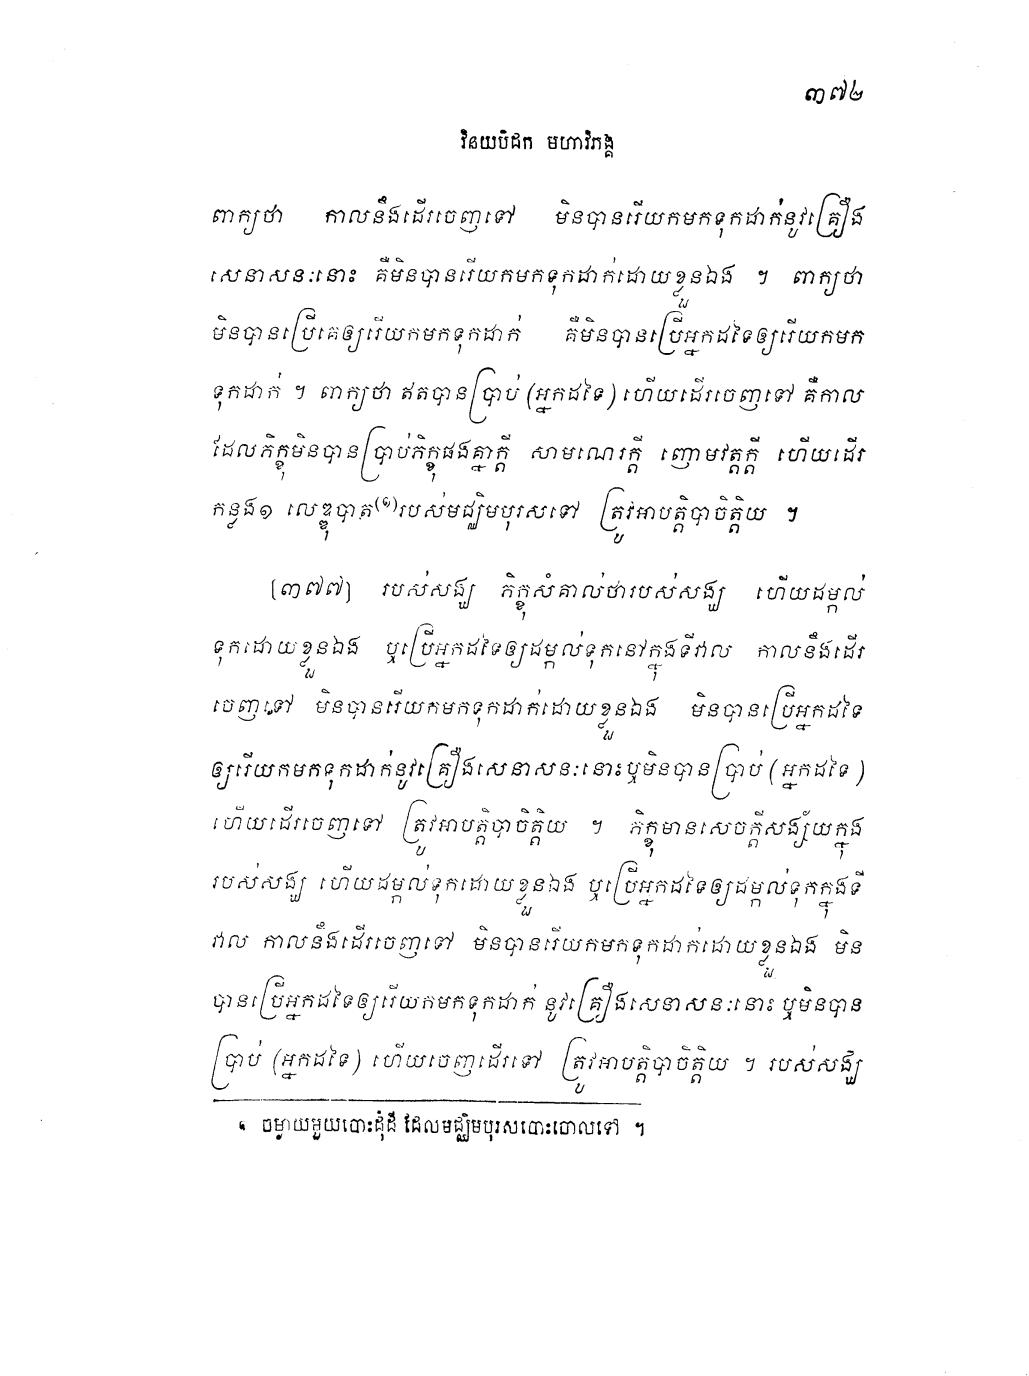 ៣៧២
វិនយបិដក មហាវិភង្គ
ពាក្យថា កាលនឹងដើរចេញទៅ មិនបានរើយកមកទុកដាក់នូវគ្រឿង
សេនាសនៈនោះ គឺមិនបានរើយកមកទុកដាក់ដោយខ្លួនឯង ។ ពាក្យថា
មិនបានប្រើគេឲ្យរើយកមកទុកដាក់ គឺមិនបានប្រើអ្នកដទៃឲ្យរើយកមក
ទុកដាក់ ។ ពាក្យថា ឥតបានប្រាប់ (អ្នកដទៃ) ហើយដើរចេញទៅ គឺកាល
ដែលភិក្ខុមិនបានប្រាប់ភិក្ខុផងគ្នាក្តី សាមណេរក្តី ញោមវត្តក្តី ហើយដើរ
កន្លង១ លេឌ្ឌុបាត(១)របស់មជ្ឈិមបុរសទៅ ត្រូវអាបត្តិបាចិត្តិយ ។
[៣៧៧] របស់សង្ឃ ភិក្ខុសំគាល់ថារបស់សង្ឃ ហើយដម្កល់
ទុកដោយខ្លួនឯង ឬប្រើអ្នកដទៃឲ្យដម្កល់ទុកនៅក្នុងទីវាល កាលនឹងដើរ
ចេញទៅ មិនបានរើយកមកទុកដាក់ដោយខ្លួនឯង មិនបានប្រើអ្នកដទៃ
ឲ្យរើយកមកទុកដាក់នូវគ្រឿងសេនាសនៈនោះឬមិនបានប្រាប់ (អ្នកដទៃ)
ហើយដើរចេញទៅ ត្រូវអាបត្តិបាចិត្តិយ ។ ភិក្ខុមានសេចក្តីសង្ស័យក្នុង
របស់សង្ឃ ហើយដម្កល់ទុកដោយខ្លួនឯង ឬប្រើអ្នកដទៃឲ្យដម្កល់ទុកក្នុងទី
វាល កាលនឹងដើរចេញទៅ មិនបានរើយកមកទុកដាក់ដោយខ្លួនឯង មិន
បានប្រើអ្នកដទៃឲ្យរើយកមកទុកដាក់ នូវគ្រឿងសេនាសនៈនោះ ឬមិនបាន
ប្រាប់ (អ្នកដទៃ) ហើយចេញដើរទៅ ត្រូវអាបត្តិបាចិត្តិយ ។ របស់សង្ឃ
១ ចម្ងាយមួយបោះដុំដី ដែលមជ្ឈិមបុរសបោះចោលទៅ ។